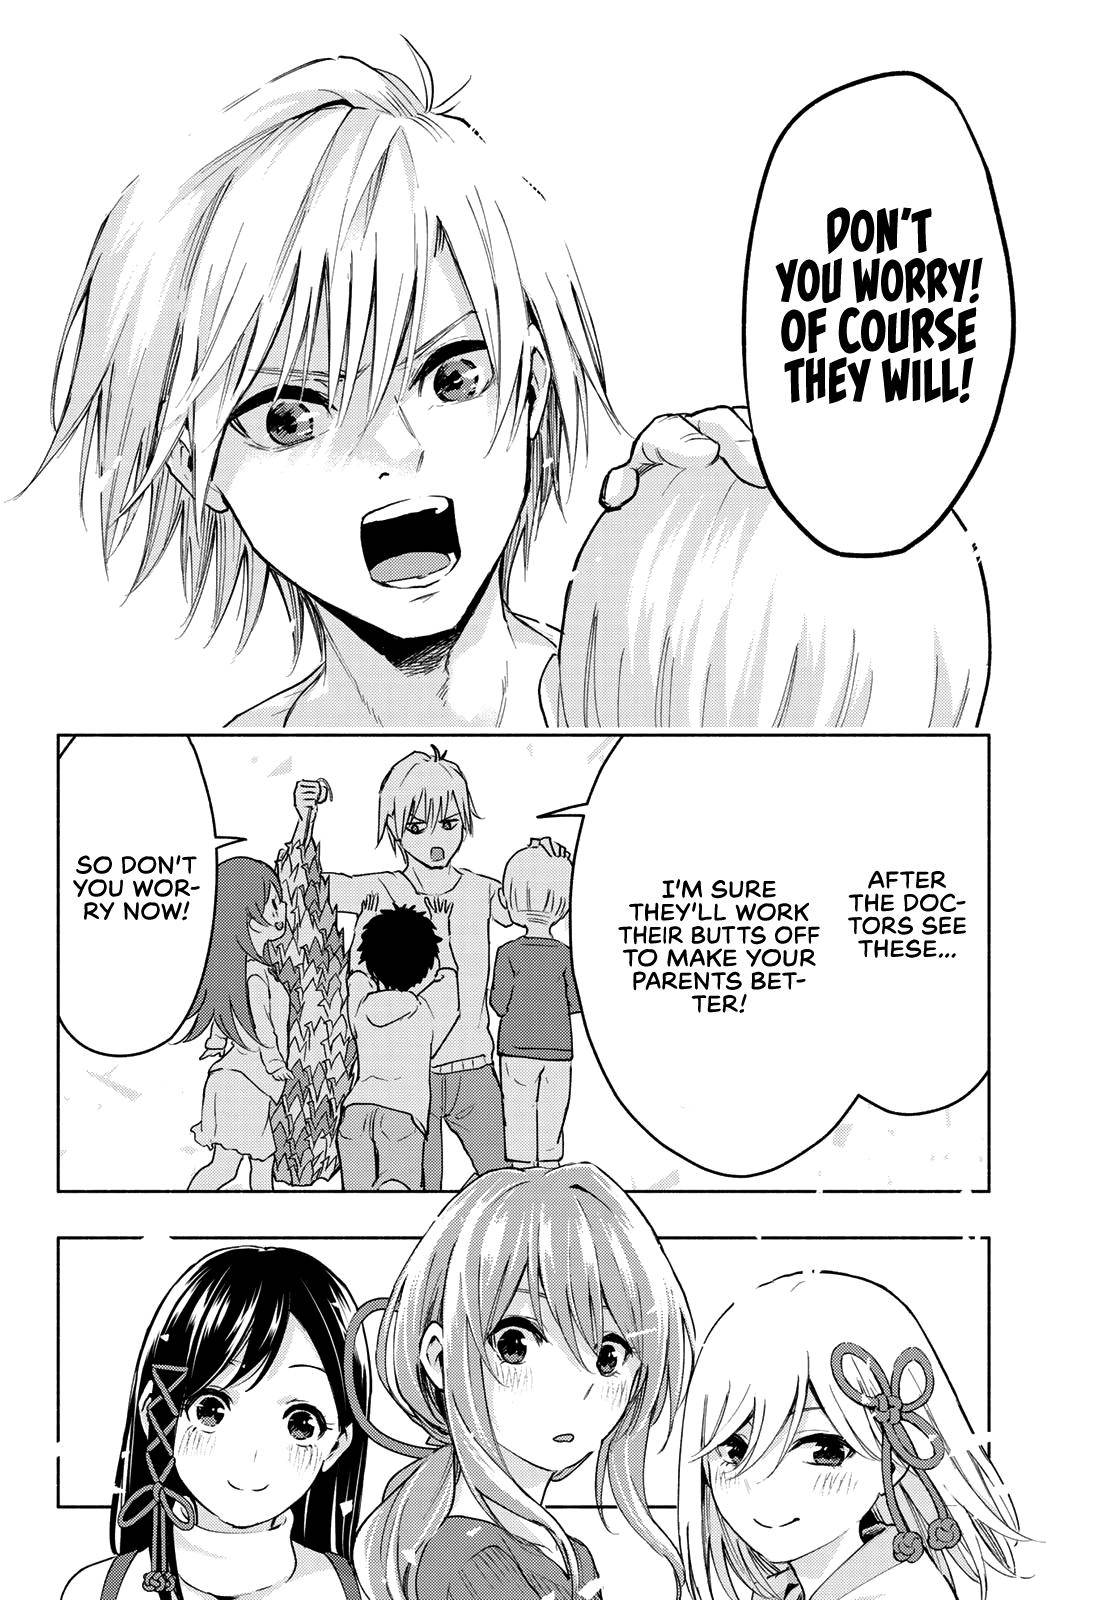 DON'T
YOU WORRY!
OF COURSE
THEY WILL!
AFTER
THE DOC-
TORS SEE
THESE...
I'M SURE
THEY'LL WORK
THEIR BUTTS OFF
TO MAKE YOUR
PARENTS BET-
TER!
SO DON'T
YOU WOR-
RY NOW!